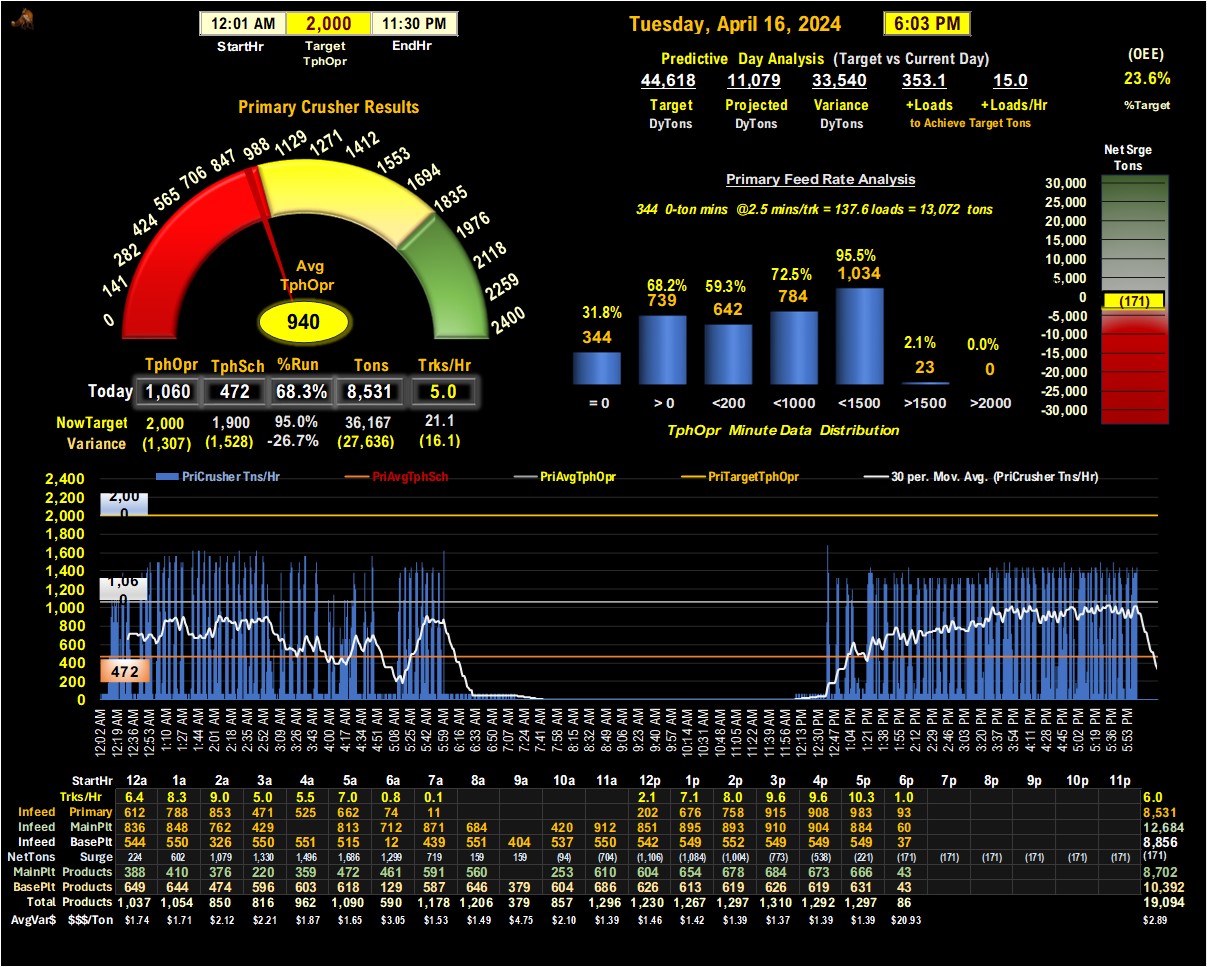 12:01 AM 2,000 11:30 PM
StartHr Target TphOpr EndHr
Tuesday, April 16, 2024 6:03 PM
Predictive Day Analysis (Target vs Current Day)
44,618 11,079 33,540 353.1 15.0
Target Projected Variance +Loads +Loads/Hr
DyTons DyTons DyTons to Achieve Target Tons
(OEE)
23.6%
%Target
Primary Crusher Results
0 141 282 424 565 706 847 988 1129 1271 1412 1553 1694 1835 1976 2118 2259 2400
Avg
TphOpr
940
TphOpr TphSch %Run Tons Trks/Hr
Today 1,060 472 68.3% 8,531 5.0
NowTarget 2,000 1,900 95.0% 36,167 21.1
Variance (1,307) (1,528) -26.7% (27,636) (16.1)
Primary Feed Rate Analysis
344 0-ton mins @2.5 mins/trk = 137.6 loads = 13,072 tons
31.8% 68.2% 59.3% 72.5% 95.5% 2.1% 0.0%
344 739 642 784 1,034 23 0
= 0 > 0 <200 <1000 <1500 >1500 >2000
TphOpr Minute Data Distribution
Net Srge
Tons
30,000
25,000
20,000
15,000
10,000
5,000
0 (171)
-5,000
-10,000
-15,000
-20,000
-25,000
-30,000
PriCrusher Tns/Hr PriAvgTphSch PriAvgTphOpr PriTargetTphOpr 30 per. Mov. Avg. (PriCrusher Tns/Hr)
2,400
2,200
2,000
1,800
1,600
1,400
1,200
1,000
800
600
400
200
0
2,00
0
1,06
0
472
12:02 AM 12:19 AM 12:36 AM 12:53 AM 1:10 AM 1:27 AM 1:44 AM 2:01 AM 2:18 AM 2:35 AM 2:52 AM 3:09 AM 3:26 AM 3:43 AM 4:00 AM 4:17 AM 4:34 AM 4:51 AM 5:08 AM 5:25 AM 5:42 AM 5:59 AM 6:16 AM 6:33 AM 6:50 AM 7:07 AM 7:24 AM 7:41 AM 7:58 AM 8:15 AM 8:32 AM 8:49 AM 9:06 AM 9:23 AM 9:40 AM 9:57 AM 10:14 AM 10:31 AM 10:48 AM 11:05 AM 11:22 AM 11:39 AM 11:56 AM 12:13 PM 12:30 PM 12:47 PM 1:04 PM 1:21 PM 1:38 PM 1:55 PM 2:12 PM 2:29 PM 2:46 PM 3:03 PM 3:20 PM 3:37 PM 3:54 PM 4:11 PM 4:28 PM 4:45 PM 5:02 PM 5:19 PM 5:36 PM 5:53 PM
StartHr 12a 1a 2a 3a 4a 5a 6a 7a 8a 9a 10a 11a 12p 1p 2p 3p 4p 5p 6p 7p 8p 9p 10p 11p
Trks/Hr 6.4 8.3 9.0 5.0 5.5 7.0 0.8 0.1 2.1 7.1 8.0 9.6 9.6 10.3 1.0 6.0
Infeed Primary 612 788 853 471 525 662 74 11 202 676 758 915 908 983 93 8,531
Infeed MainPlt 836 848 762 429 813 712 871 684 420 912 851 895 893 910 904 884 60 12,684
Infeed BasePlt 544 550 326 550 551 515 12 439 541 404 537 550 542 549 552 549 549 549 37 8,856
NetTons Surge 224 602 1,079 1,330 1,496 1,686 1,299 719 159 159 (94) (704) (1,106) (1,084) (1,004) (773) (538) (221) (171) (171) (171) (171) (171) (171) (171)
MainPlt Products 388 410 376 220 359 472 461 591 560 253 610 604 654 678 684 673 666 43 8,702
BasePlt Products 649 644 474 596 603 618 129 587 646 379 604 686 626 613 619 626 619 631 43 10,392
Total Products 1,037 1,054 850 816 962 1,090 590 1,178 1,206 379 857 1,296 1,230 1,267 1,297 1,310 1,292 1,297 86 19,094
AvgVar$ $$$/Ton $1.74 $1.71 $2.12 $2.21 $1.87 $1.65 $3.05 $1.53 $1.49 $4.75 $2.10 $1.39 $1.46 $1.42 $1.39 $1.37 $1.39 $1.39 $20.93 $2.89